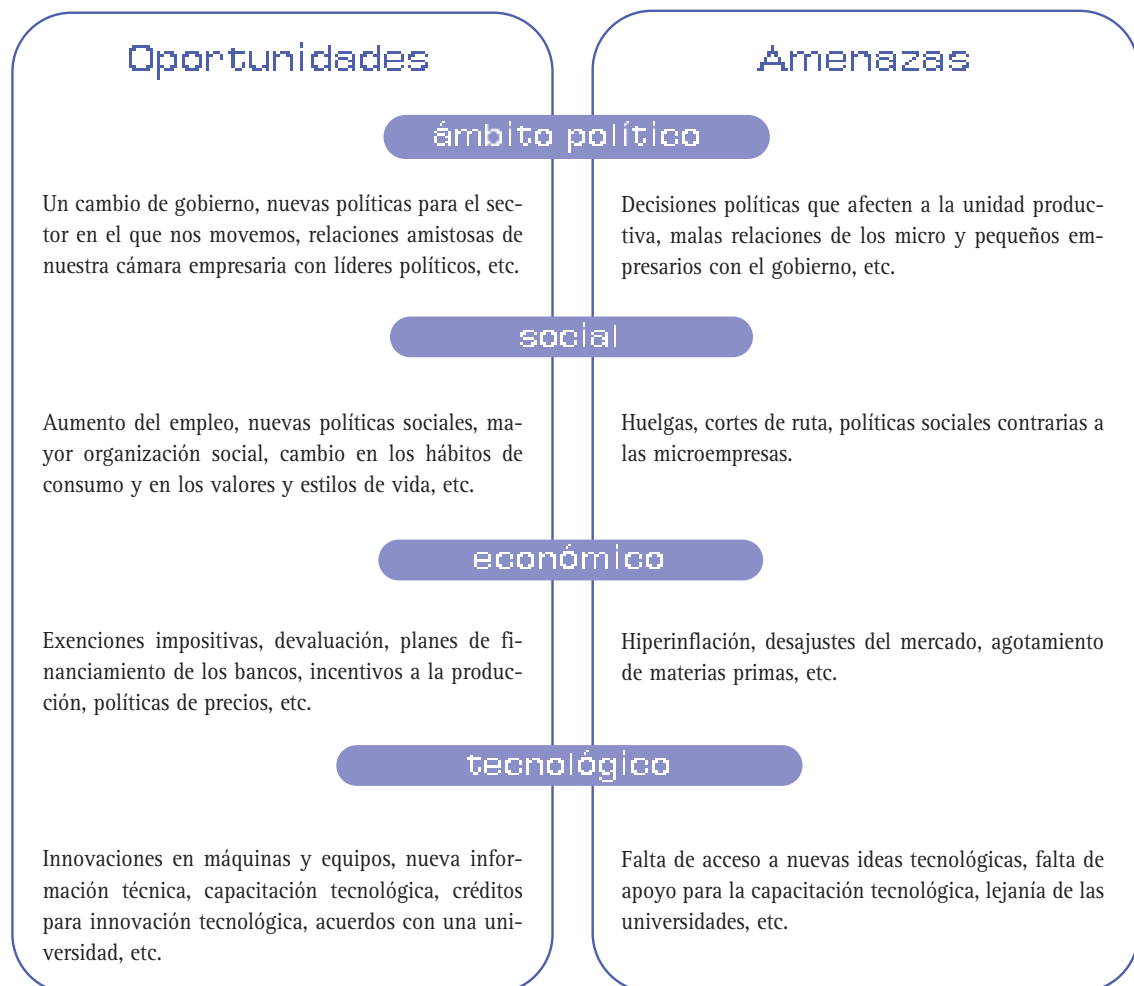 Oportunidades
Amenazas
ámbito político
Un cambio de gobierno, nuevas políticas para el sec-
tor en el que nos movemos, relaciones amistosas de
nuestra cámara empresaria con líderes políticos, etc.
Decisiones políticas que afecten a la unidad produc-
tiva, malas relaciones de los micro y pequeños em-
presarios con el gobierno, etc.
social
Aumento del empleo, nuevas políticas sociales, ma-
yor organización social, cambio en los hábitos de
consumo y en los valores y estilos de vida, etc.
Huelgas, cortes de ruta, políticas sociales contrarias a
las microempresas.
económico
Exenciones impositivas, devaluación, planes de fi-
nanciamiento de los bancos, incentivos a la produc-
ción, políticas de precios, etc.
Hiperinflación, desajustes del mercado, agotamiento
de materias primas, etc.
tecnológico
Innovaciones en máquinas y equipos, nueva infor-
mación técnica, capacitación tecnológica, créditos
para innovación tecnológica, acuerdos con una uni-
versidad, etc.
Falta de acceso a nuevas ideas tecnológicas, falta de
apoyo para la capacitación tecnológica, lejanía de las
universidades, etc.